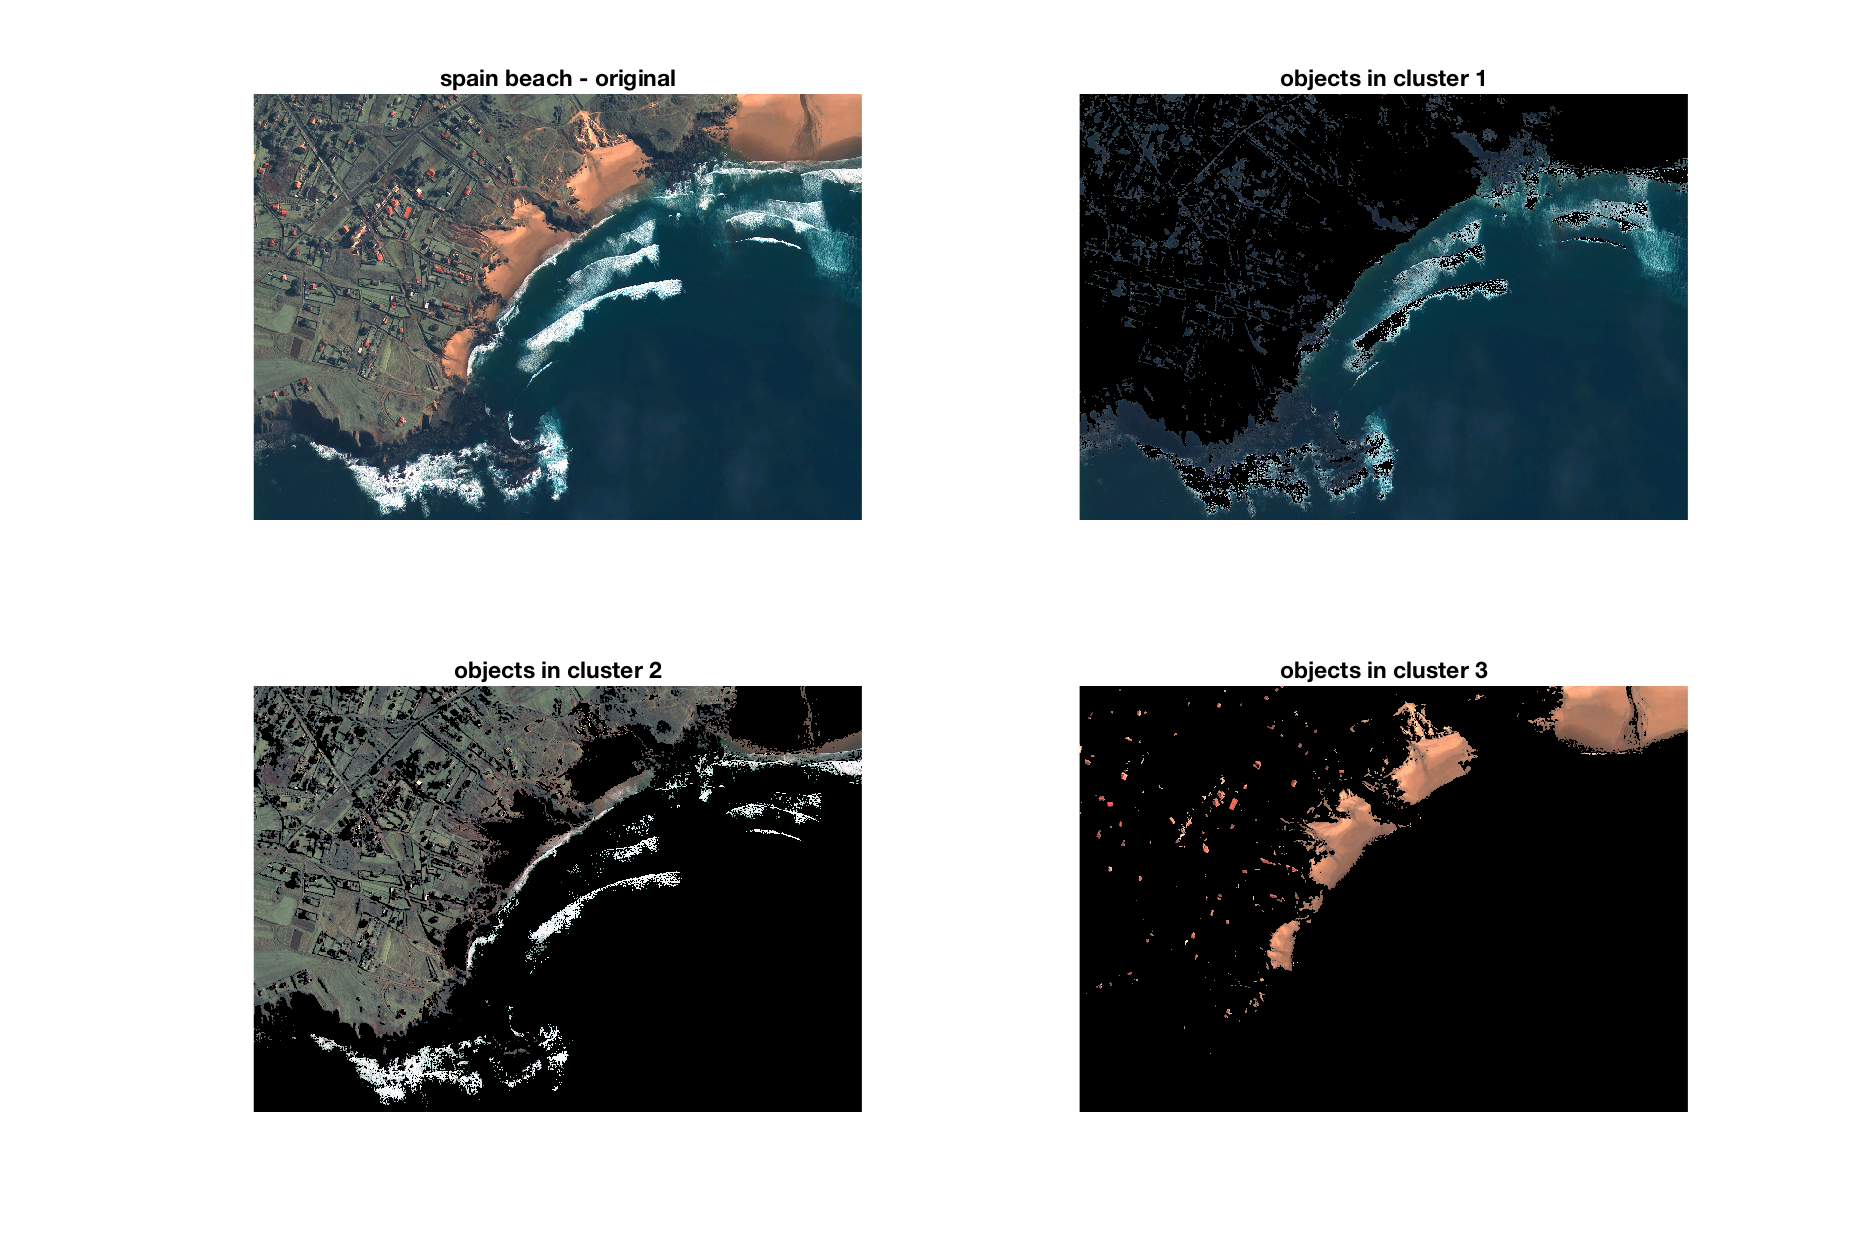 spain beach - original
objects in cluster 1
objects in cluster 2
objects in cluster 3